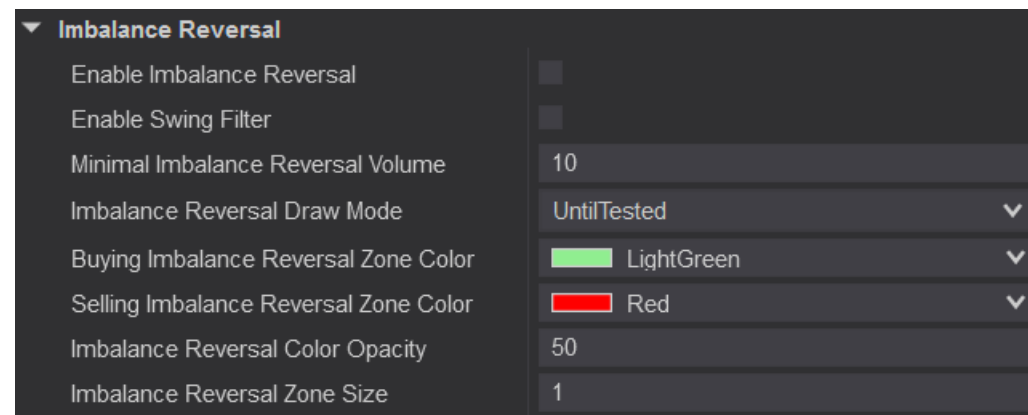 Imbalance Reversal
Enable Imbalance Reversal
Enable Swing Filter
Minimal Imbalance Reversal Volume 10
Imbalance Reversal Draw Mode UntilTested
Buying Imbalance Reversal Zone Color LightGreen
Selling Imbalance Reversal Zone Color Red
Imbalance Reversal Color Opacity 50
Imbalance Reversal Zone Size 1